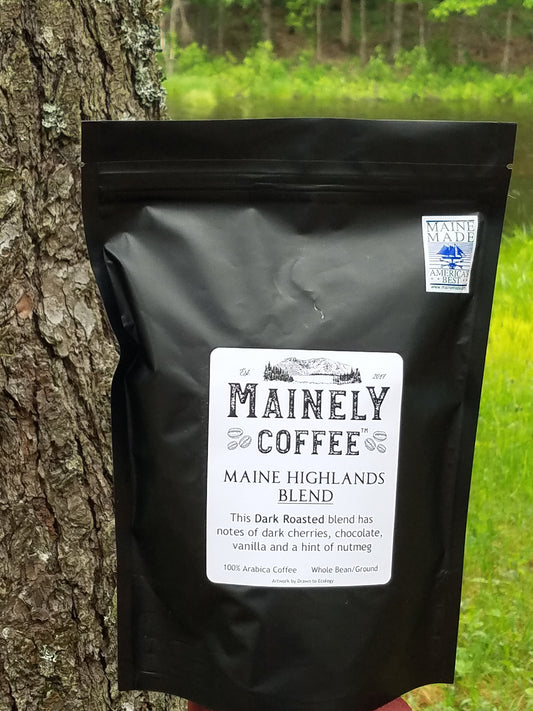 MAINE
MADE
AMERICA'S
BEST
Est. 2017
MAINELY
COFFEE™
MAINE HIGHLANDS
BLEND
This Dark Roasted blend has
notes of dark cherries, chocolate,
vanilla and a hint of nutmeg
100% Arabica Coffee Whole Bean/Ground
Artwork by Drawn to Ecology